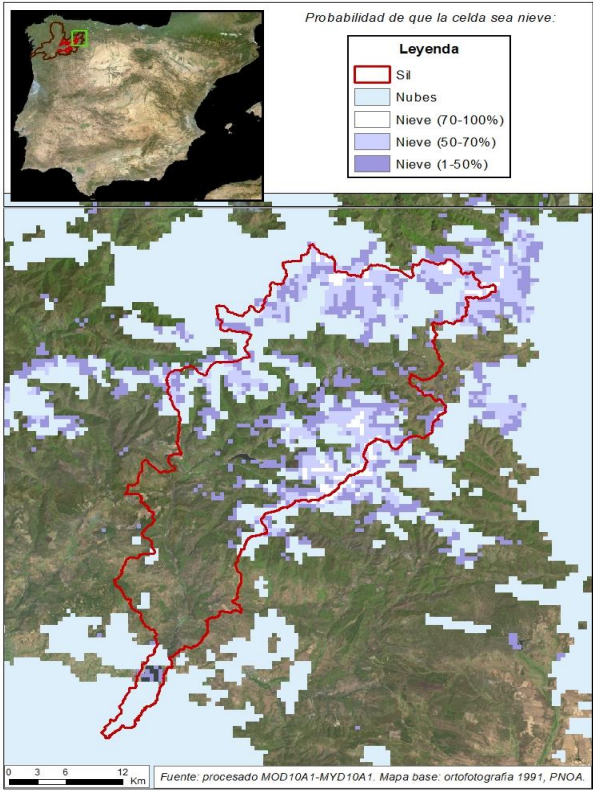 Probabilidad de que la celda sea nieve:
Leyenda
Sil
Nubes
Nieve (70-100%)
Nieve (50-70%)
Nieve (1-50%)
0 3 6 12
Km
Fuente: procesado MOD10A1-MYD10A1. Mapa base: ortofotografía 1991, PNOA.